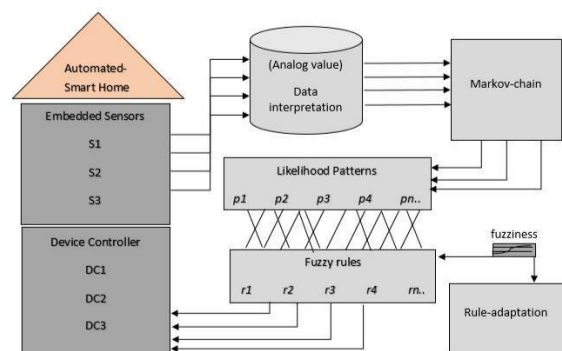 Automated-
Smart Home
Embedded Sensors
S1
S2
S3
(Analog value)
Data
interpretation
Markov-chain
Likelihood Patterns
p1 p2 p3 p4 pn..
Device Controller
DC1
DC2
DC3
Fuzzy rules
r1 r2 r3 r4 rn..
fuzziness
Rule-adaptation